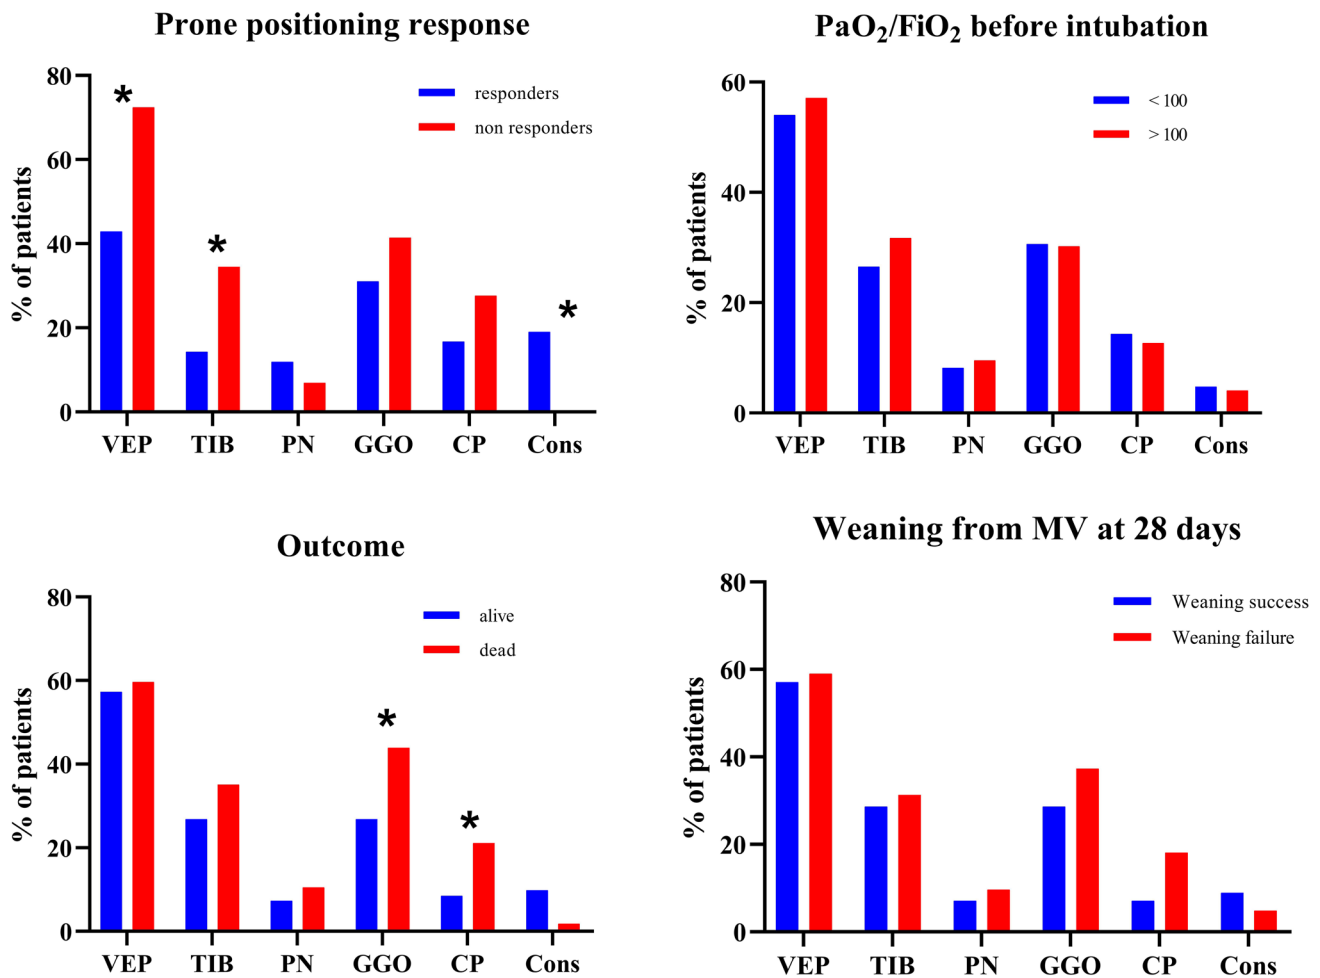 Prone positioning response
% of patients
80
60
40
20
0
*
*
*
responders
non responders
VEP TIB PN GGO CP Cons
PaO2/FiO2 before intubation
% of patients
60
40
20
0
< 100
> 100
VEP TIB PN GGO CP Cons
Outcome
% of patients
80
60
40
20
0
*
*
alive
dead
VEP TIB PN GGO CP Cons
Weaning from MV at 28 days
% of patients
80
60
40
20
0
Weaning success
Weaning failure
VEP TIB PN GGO CP Cons